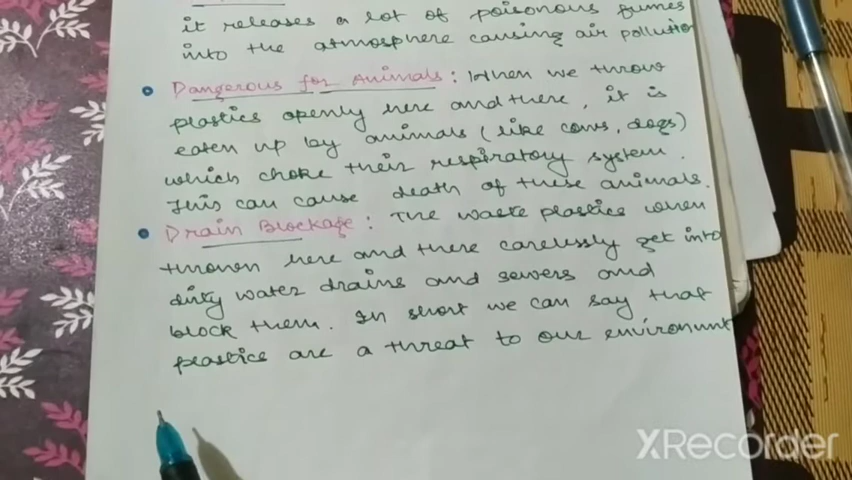 it releases a lot of poisonous fumes
into the atmosphere causing air pollution
• Dangerous for Animals : When we throw
plastics openly here and there, it is
eaten up by animals (like cows, dogs)
which choke their respiratory system.
This can cause death of these animals.
• Drain Blockage : The waste plastics when
thrown here and there carelessly get into
dirty water drains and sewers and
block them. In short we can say that
plastics are a threat to our environment
XRecorder